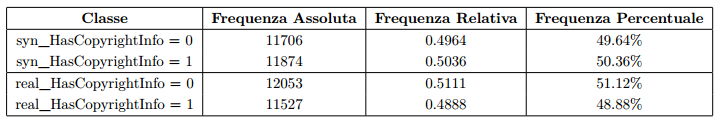 Classe Frequenza Assoluta Frequenza Relativa Frequenza Percentuale
syn_HasCopyrightInfo = 0 11706 0.4964 49.64%
syn_HasCopyrightInfo = 1 11874 0.5036 50.36%
real_HasCopyrightInfo = 0 12053 0.5111 51.12%
real_HasCopyrightInfo = 1 11527 0.4888 48.88%